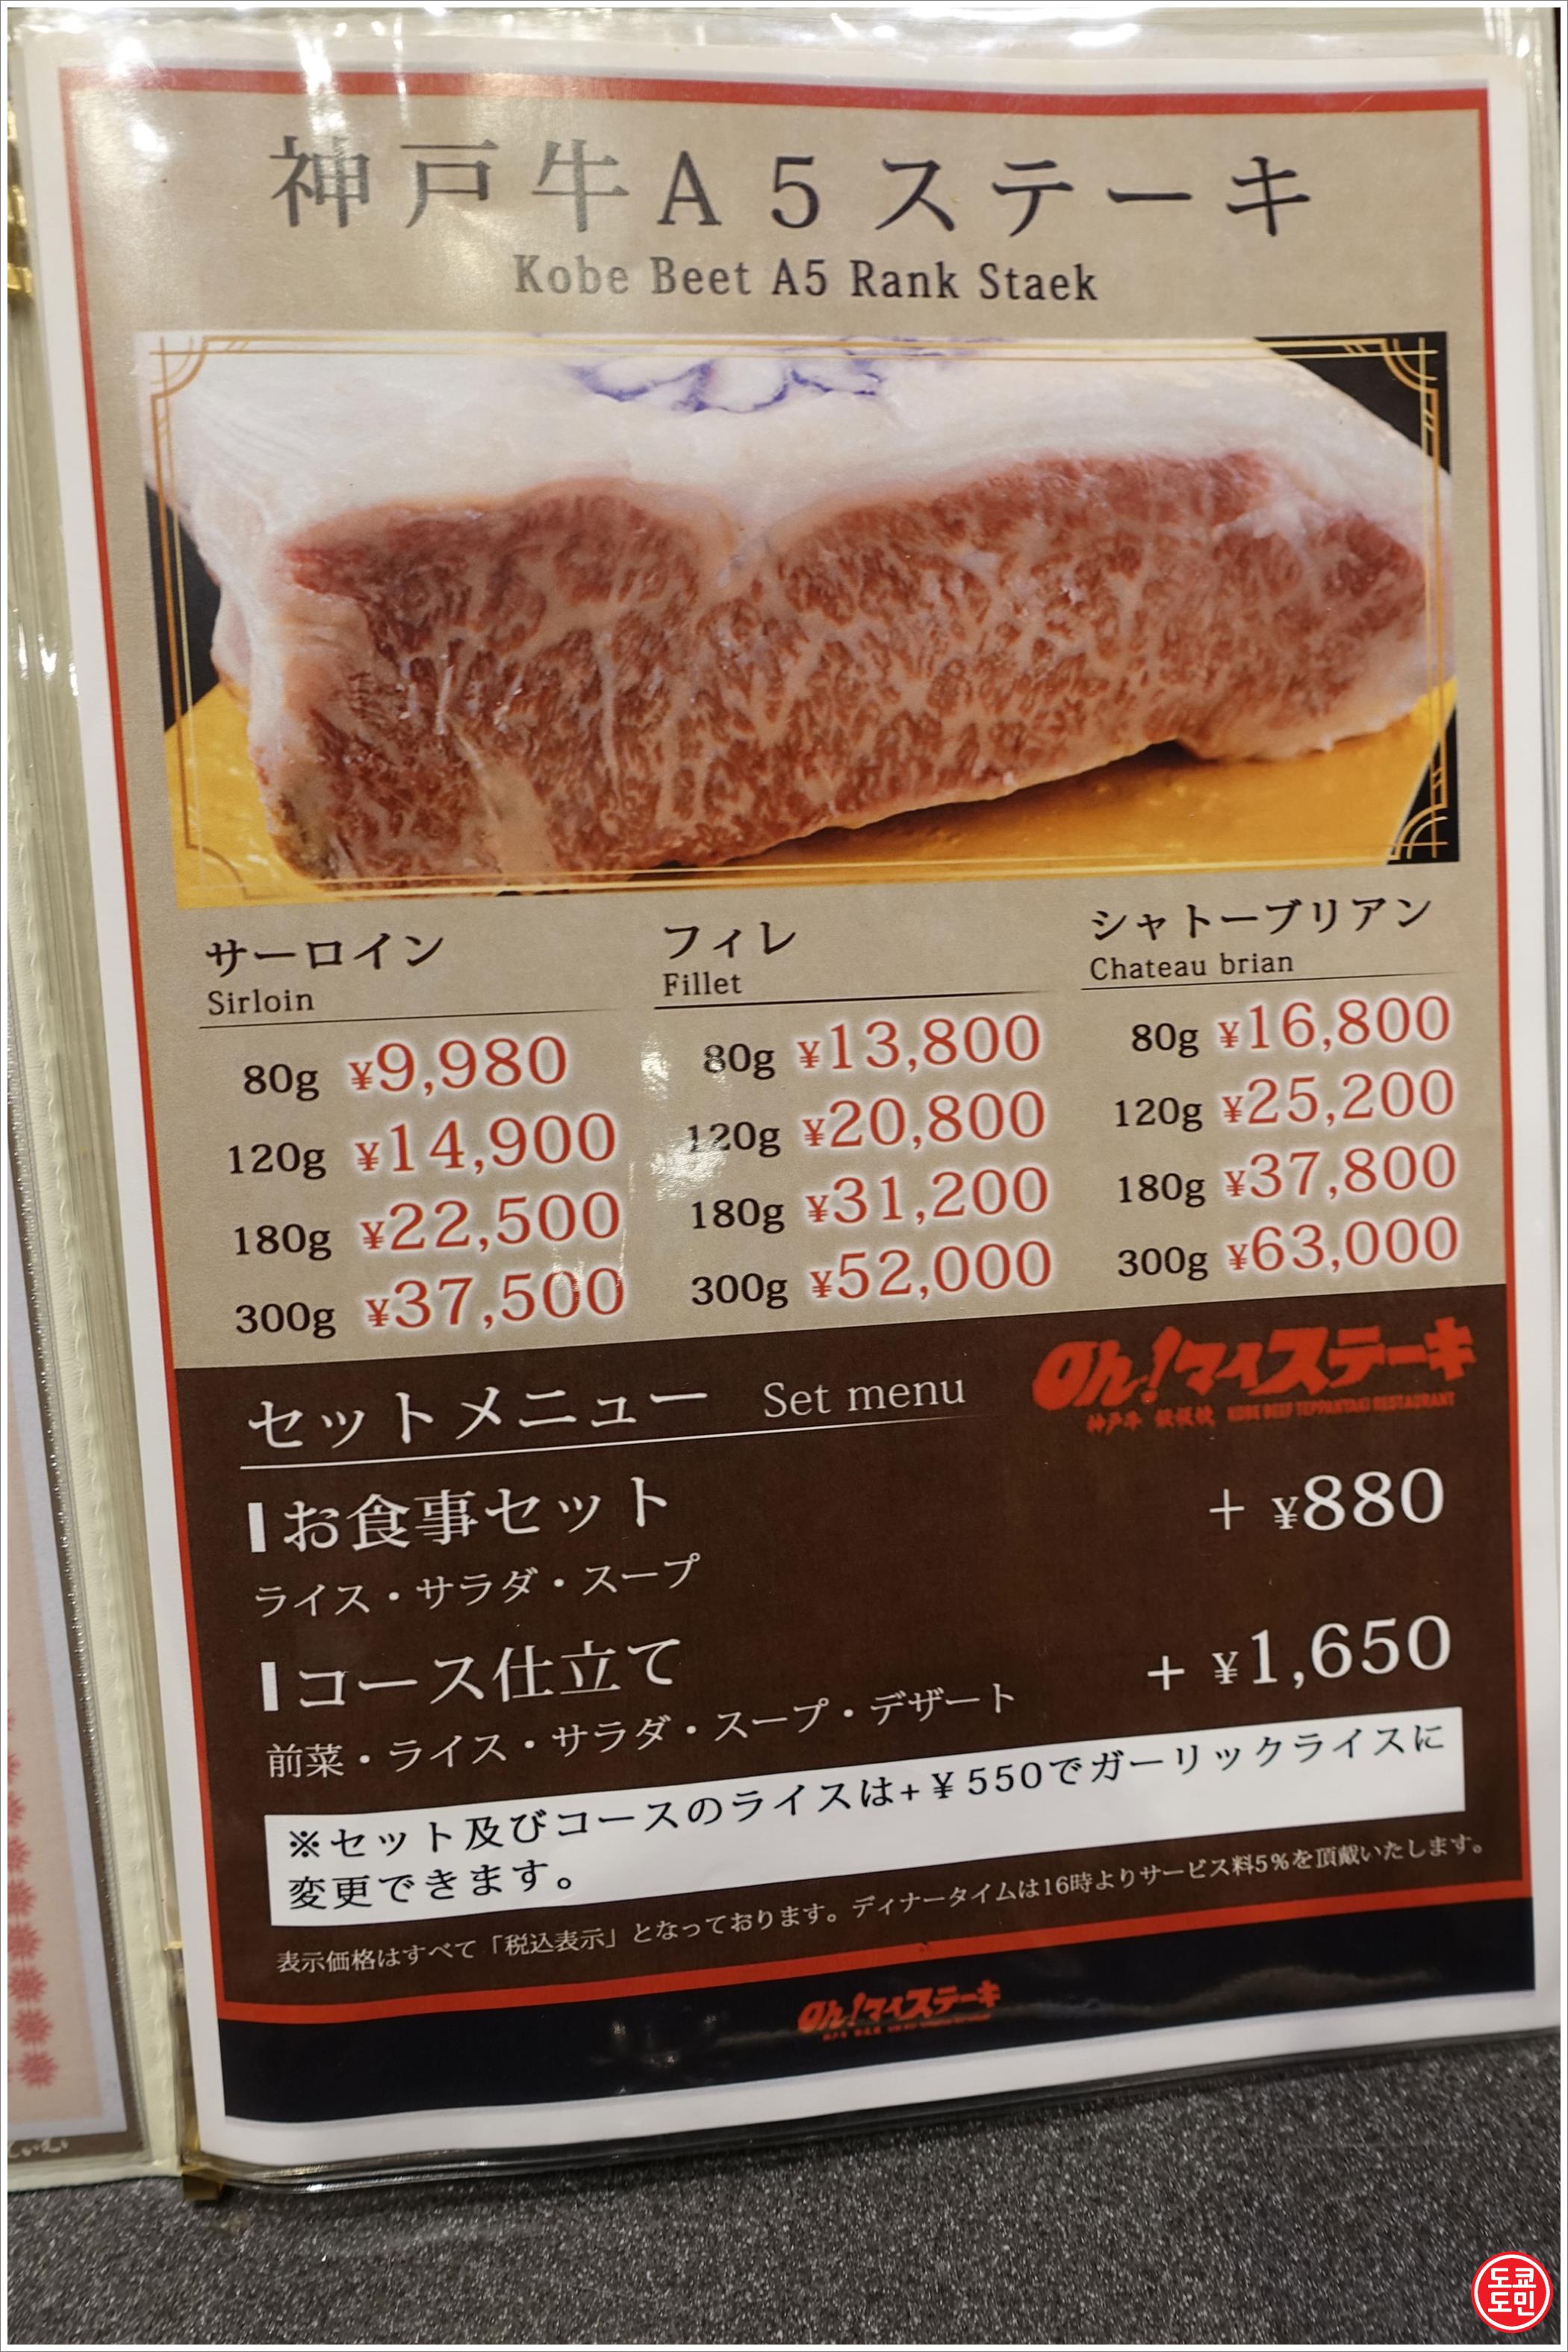 神戸牛A5ステーキ
Kobe Beet A5 Rank Staek
サーロイン
Sirloin
80g ¥9,980
120g ¥14,900
180g ¥22,500
300g ¥37,500
フィレ
Fillet
80g ¥13,800
120g ¥20,800
180g ¥31,200
300g ¥52,000
シャトーブリアン
Chateau brian
80g ¥16,800
120g ¥25,200
180g ¥37,800
300g ¥63,000
Oh!マイステーキ
神戸牛 鉄板焼 KOBE BEEF TEPPANYAKI RESTAURANT
セットメニュー Set menu
お食事セット + ¥880
ライス・サラダ・スープ
コース仕立て + ¥1,650
前菜・ライス・サラダ・スープ・デザート
※セット及びコースのライスは+¥550でガーリックライスに
変更できます。
表示価格はすべて「税込表示」となっております。ディナータイムは16時よりサービス料5%を頂戴いたします。
Oh!マイステーキ
도쿄
도민